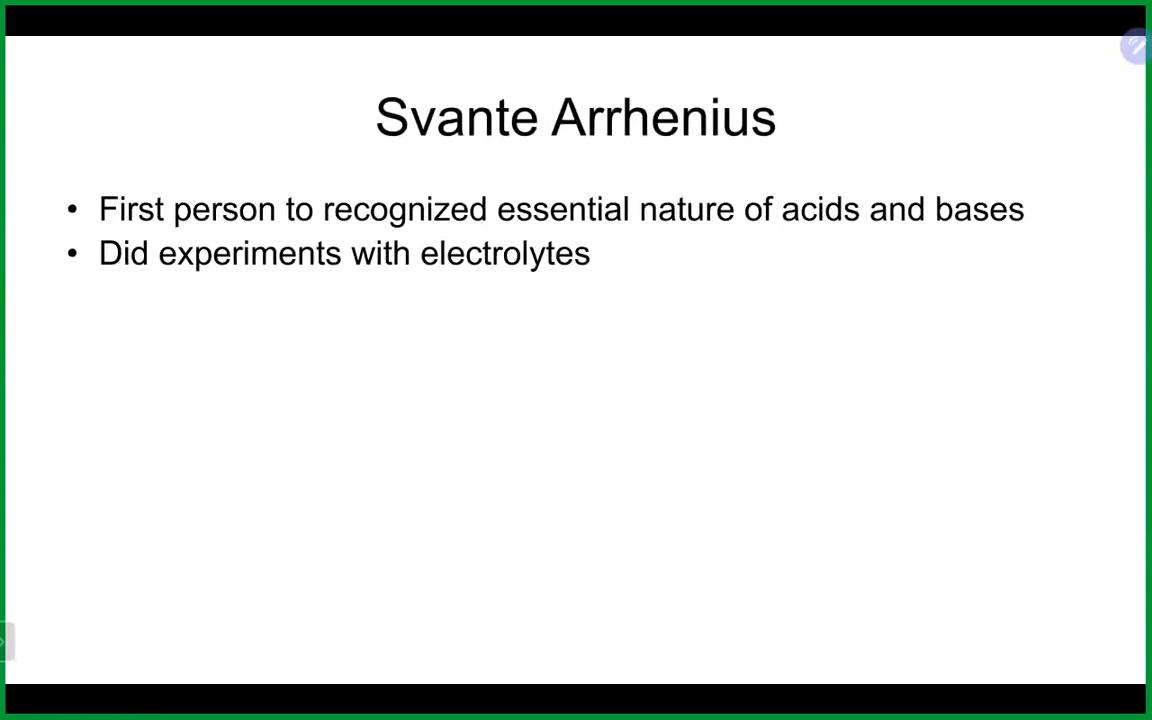 Svante Arrhenius
• First person to recognized essential nature of acids and bases
• Did experiments with electrolytes